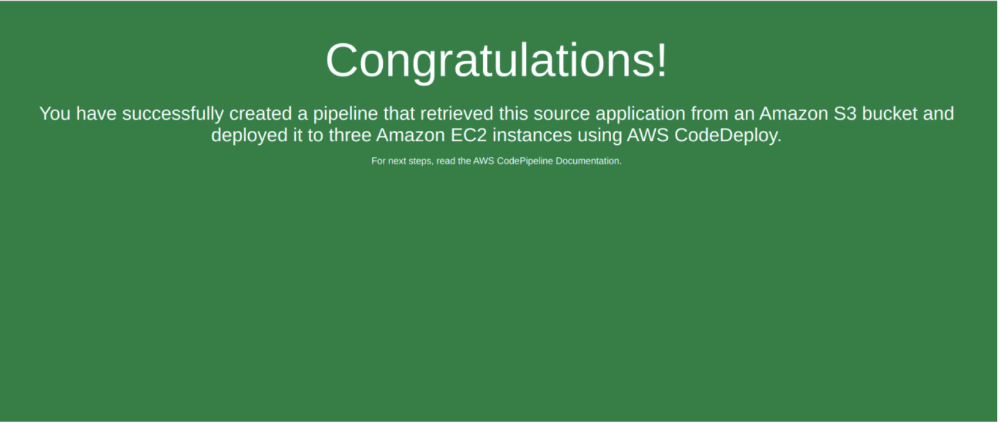 Congratulations!
You have successfully created a pipeline that retrieved this source application from an Amazon S3 bucket and
deployed it to three Amazon EC2 instances using AWS CodeDeploy.
For next steps, read the AWS CodePipeline Documentation.